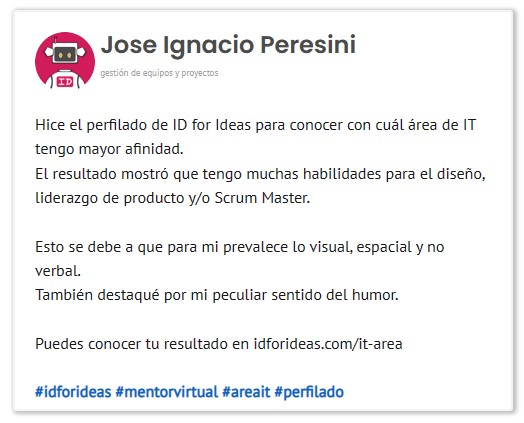 Jose Ignacio Peresini
gestión de equipos y proyectos
ID
Hice el perfilado de ID for Ideas para conocer con cuál área de IT
tengo mayor afinidad.
El resultado mostró que tengo muchas habilidades para el diseño,
liderazgo de producto y/o Scrum Master.
Esto se debe a que para mi prevalece lo visual, espacial y no
verbal.
También destaqué por mi peculiar sentido del humor.
Puedes conocer tu resultado en idforideas.com/it-area
#idforideas #mentorvirtual #areait #perfilado